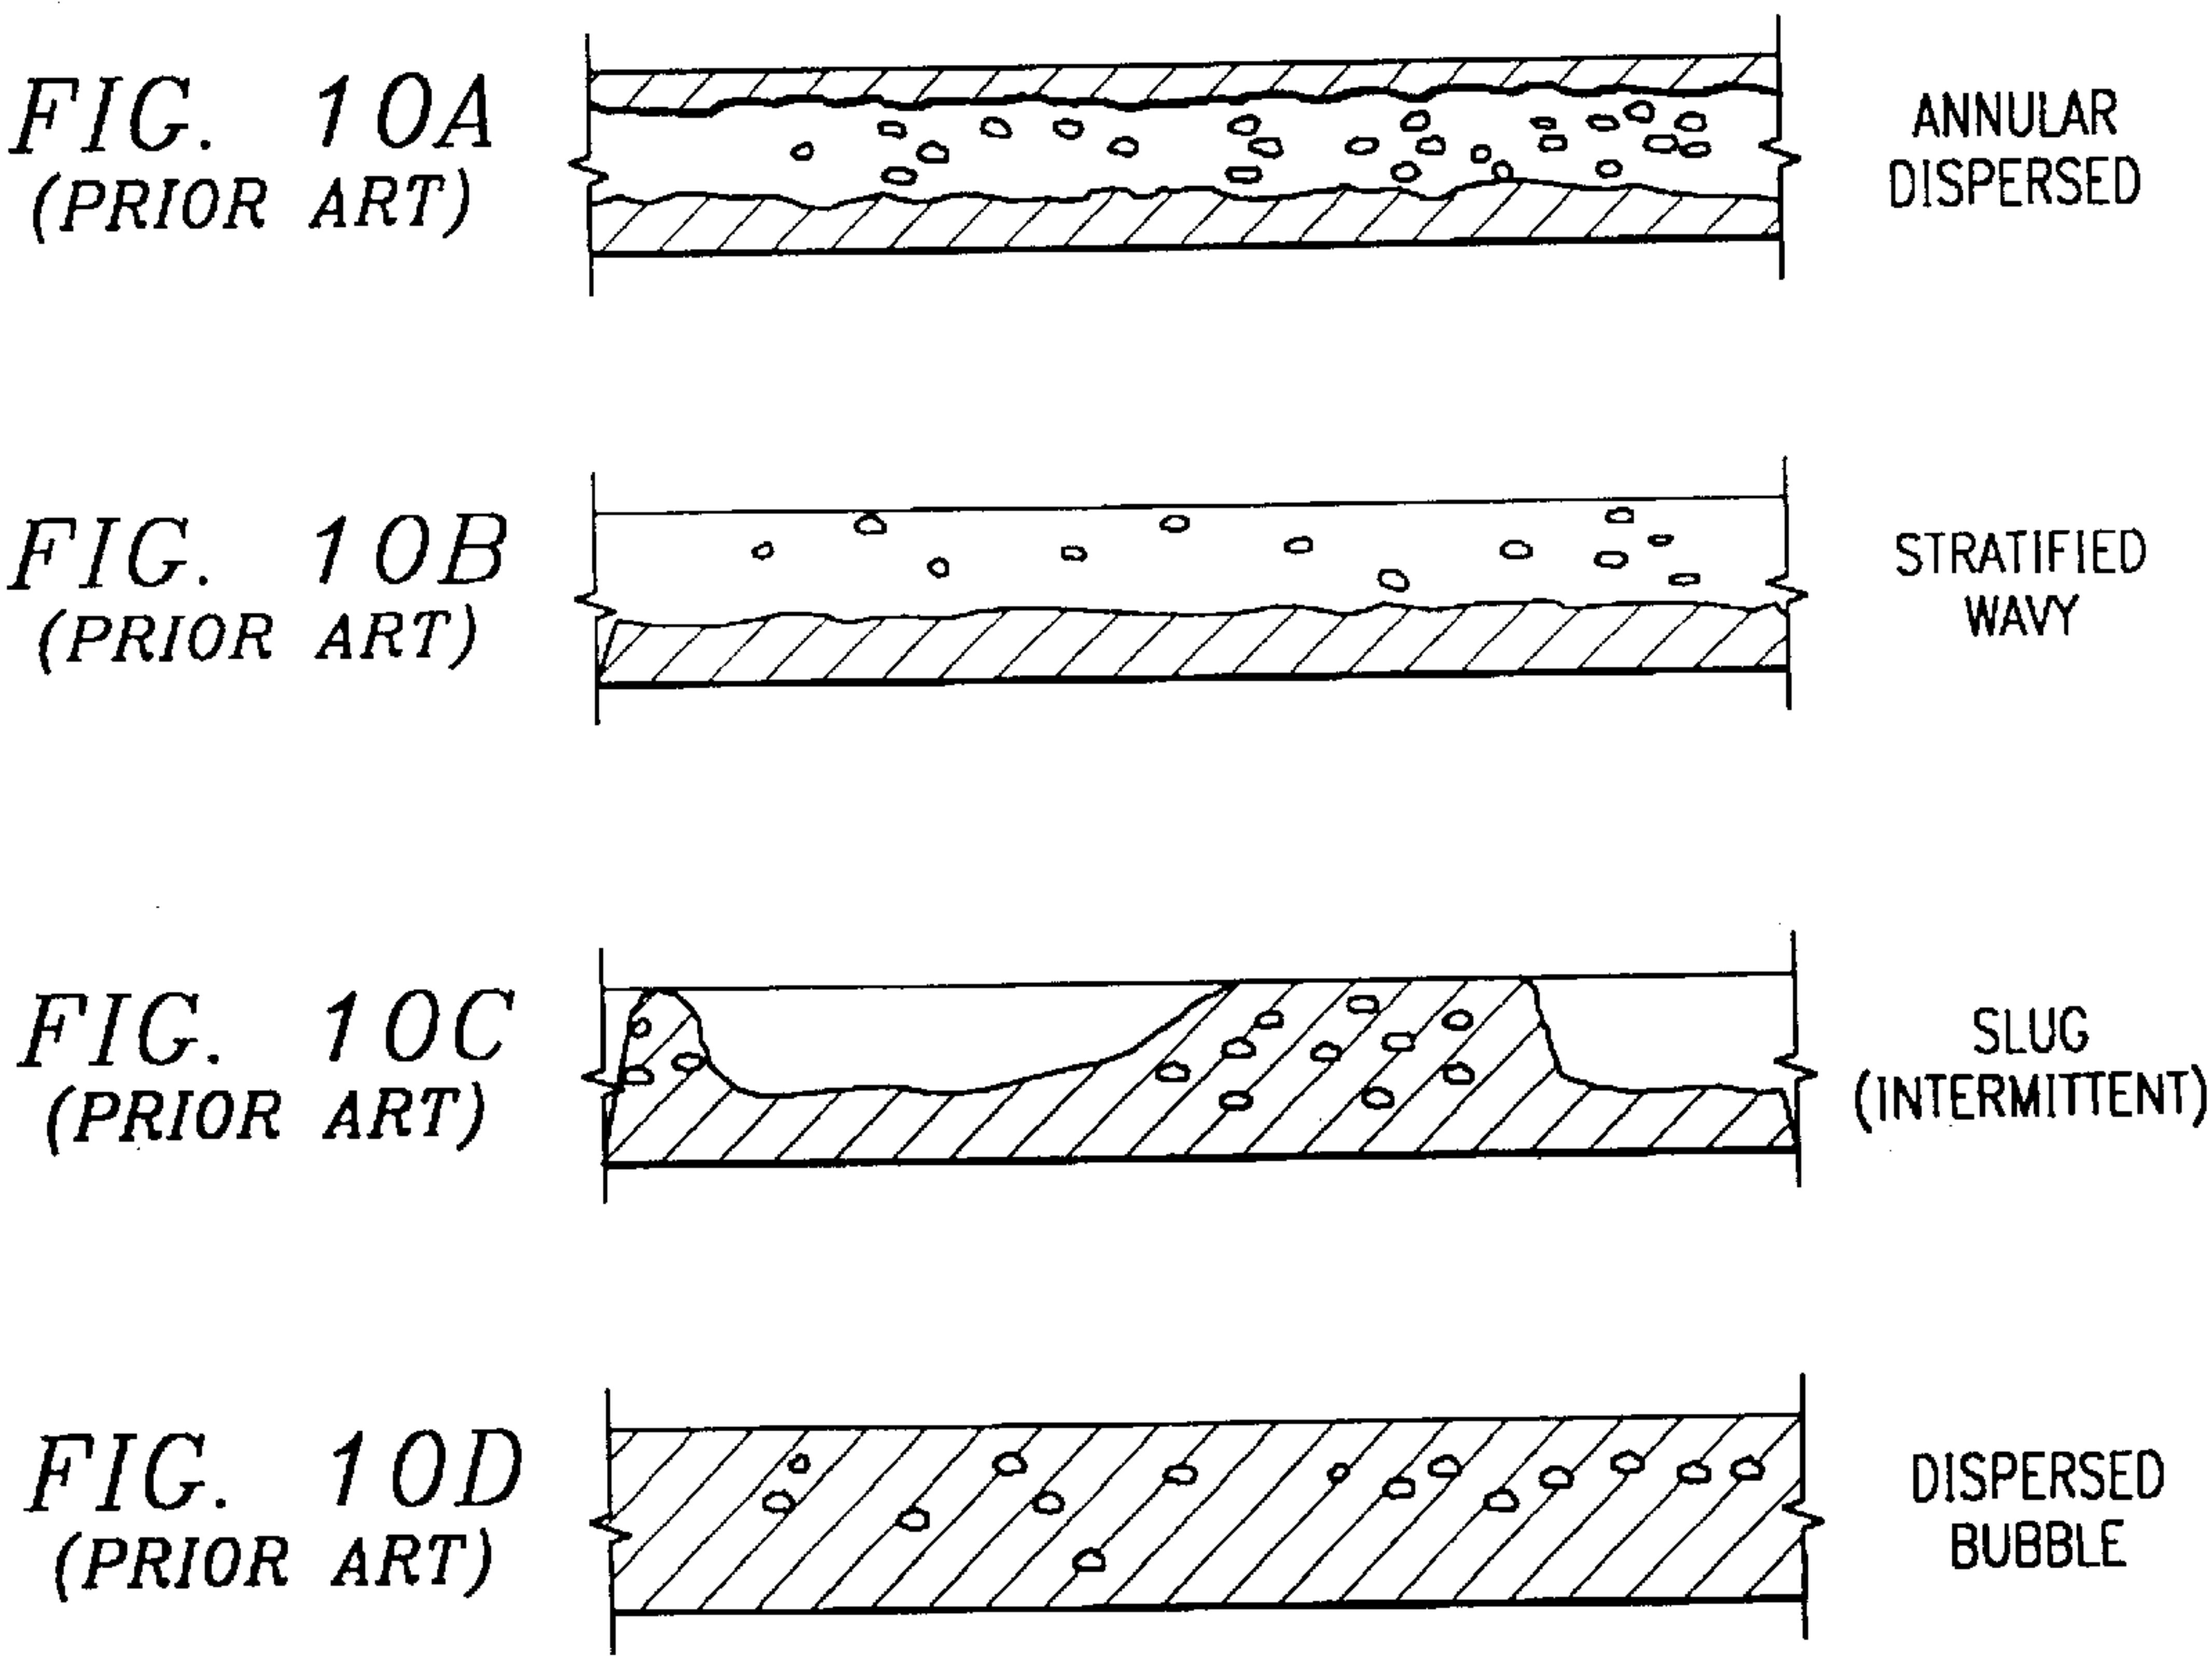 FIG. 10A
(PRIOR ART)
ANNULAR
DISPERSED
FIG. 10B
(PRIOR ART)
STRATIFIED
WAVY
FIG. 10C
(PRIOR ART)
SLUG
(INTERMITTENT)
FIG. 10D
(PRIOR ART)
DISPERSED
BUBBLE